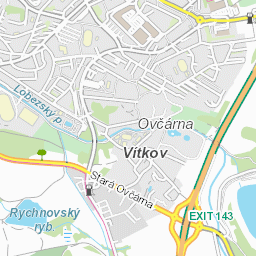 Lobezský p.
Ovčárna
Vítkov
Stará Ovčárna
Rychnovský
ryb.
EXIT 143